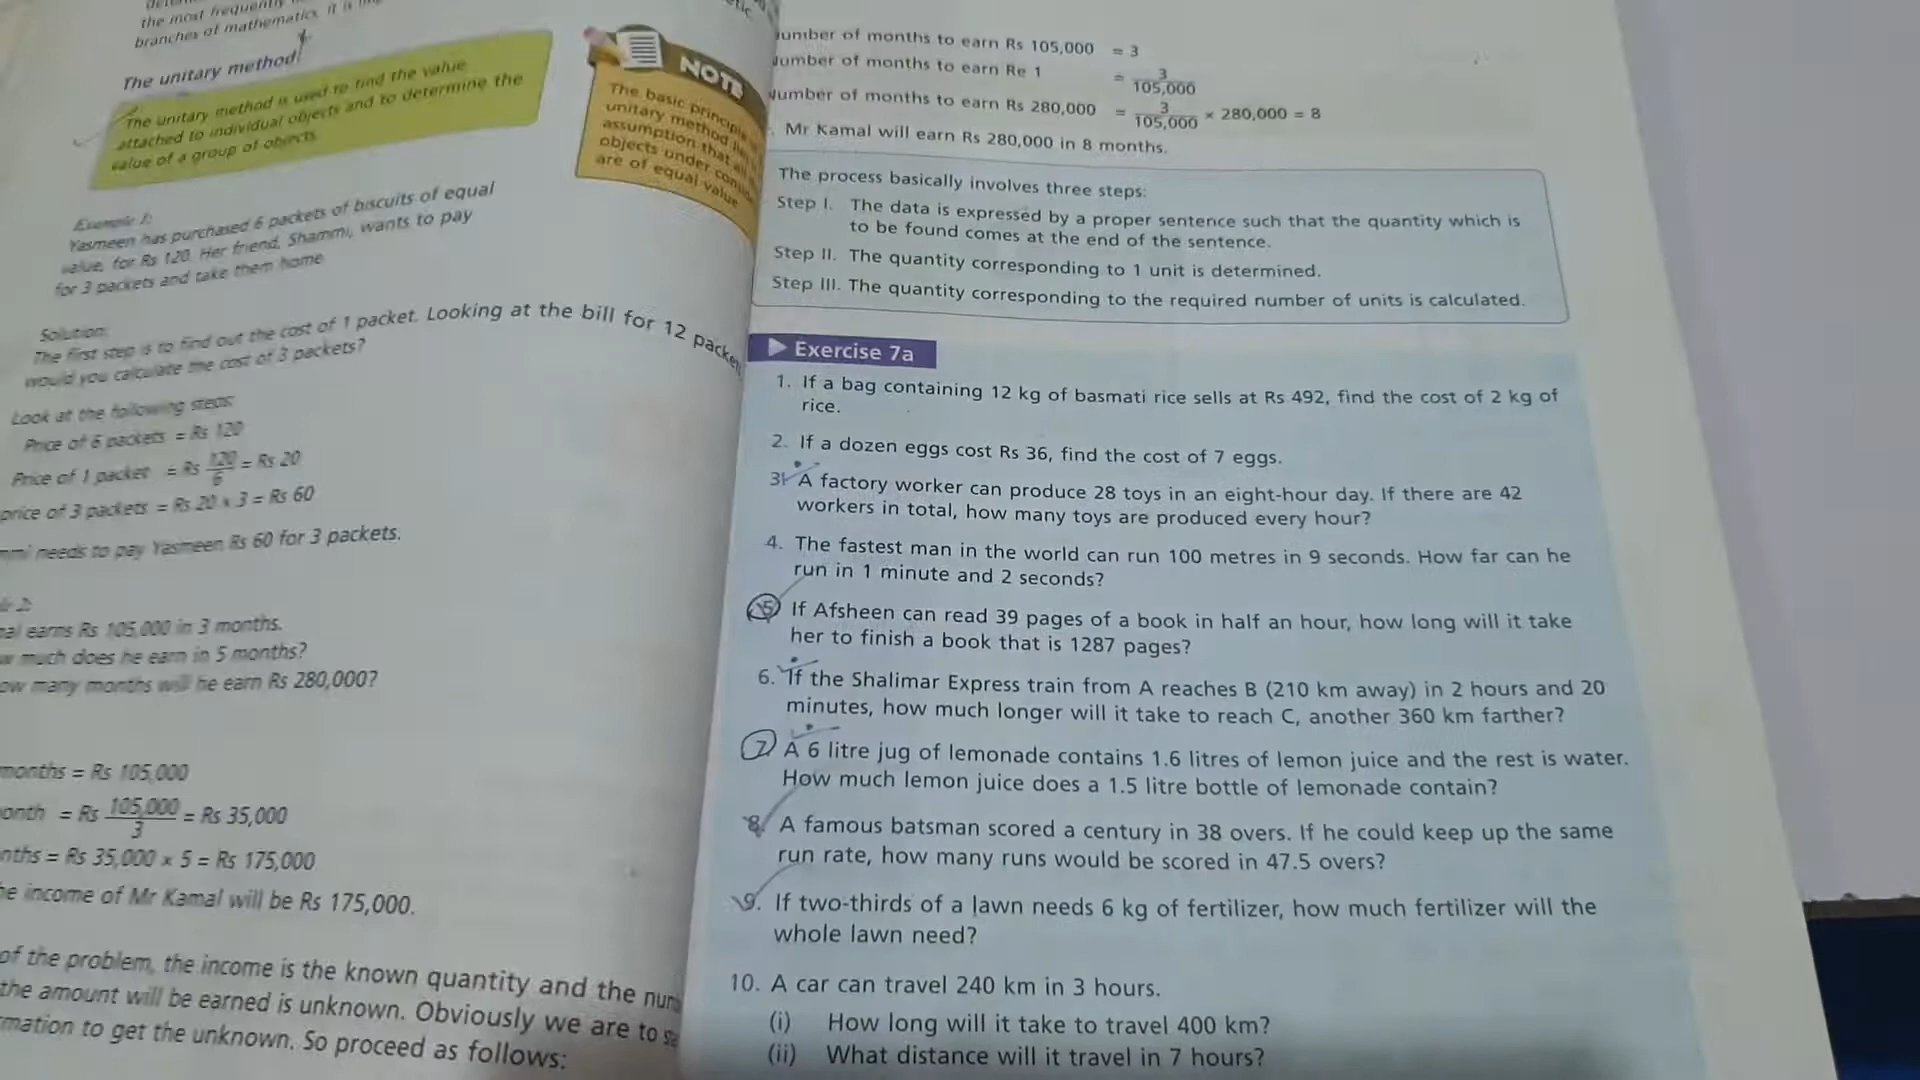 the most frequently
branches of mathematics, it is
The unitary method
The unitary method is used to find the value
attached to individual objects and to determine the
value of a group of objects.
NOTE
The basic principle
unitary method
assumption that all
objects under
are of equal value
Example 1:
Yasmeen has purchased 6 packets of biscuits of equal
value, for Rs 120. Her friend, Shammi, wants to pay
for 3 packets and take them home.
Solution:
The first step is to find out the cost of 1 packet. Looking at the bill for 12 packets
would you calculate the cost of 3 packets?
Look at the following steps:
Price of 6 packets = Rs 120
Price of 1 packet = Rs 120/6 = Rs 20
price of 3 packets = Rs 20 x 3 = Rs 60
needs to pay Yasmeen Rs 60 for 3 packets.
earns Rs 105,000 in 3 months.
much does he earn in 5 months?
many months will he earn Rs 280,000?
months = Rs 105,000
= Rs 105,000/3 = Rs 35,000
= Rs 35,000 x 5 = Rs 175,000
income of Mr Kamal will be Rs 175,000.
of the problem, the income is the known quantity and the
the amount will be earned is unknown. Obviously we are to
to get the unknown. So proceed as follows:
Number of months to earn Rs 105,000 = 3
Number of months to earn Re 1 = 3/105,000
Number of months to earn Rs 280,000 = 3/105,000 × 280,000 = 8
Mr Kamal will earn Rs 280,000 in 8 months.
The process basically involves three steps:
Step I. The data is expressed by a proper sentence such that the quantity which is
to be found comes at the end of the sentence.
Step II. The quantity corresponding to 1 unit is determined.
Step III. The quantity corresponding to the required number of units is calculated.
Exercise 7a
1. If a bag containing 12 kg of basmati rice sells at Rs 492, find the cost of 2 kg of
rice.
2. If a dozen eggs cost Rs 36, find the cost of 7 eggs.
3. A factory worker can produce 28 toys in an eight-hour day. If there are 42
workers in total, how many toys are produced every hour?
4. The fastest man in the world can run 100 metres in 9 seconds. How far can he
run in 1 minute and 2 seconds?
5 If Afsheen can read 39 pages of a book in half an hour, how long will it take
her to finish a book that is 1287 pages?
6. If the Shalimar Express train from A reaches B (210 km away) in 2 hours and 20
minutes, how much longer will it take to reach C, another 360 km farther?
7 A 6 litre jug of lemonade contains 1.6 litres of lemon juice and the rest is water.
How much lemon juice does a 1.5 litre bottle of lemonade contain?
8. A famous batsman scored a century in 38 overs. If he could keep up the same
run rate, how many runs would be scored in 47.5 overs?
9. If two-thirds of a lawn needs 6 kg of fertilizer, how much fertilizer will the
whole lawn need?
10. A car can travel 240 km in 3 hours.
(i) How long will it take to travel 400 km?
(ii) What distance will it travel in 7 hours?